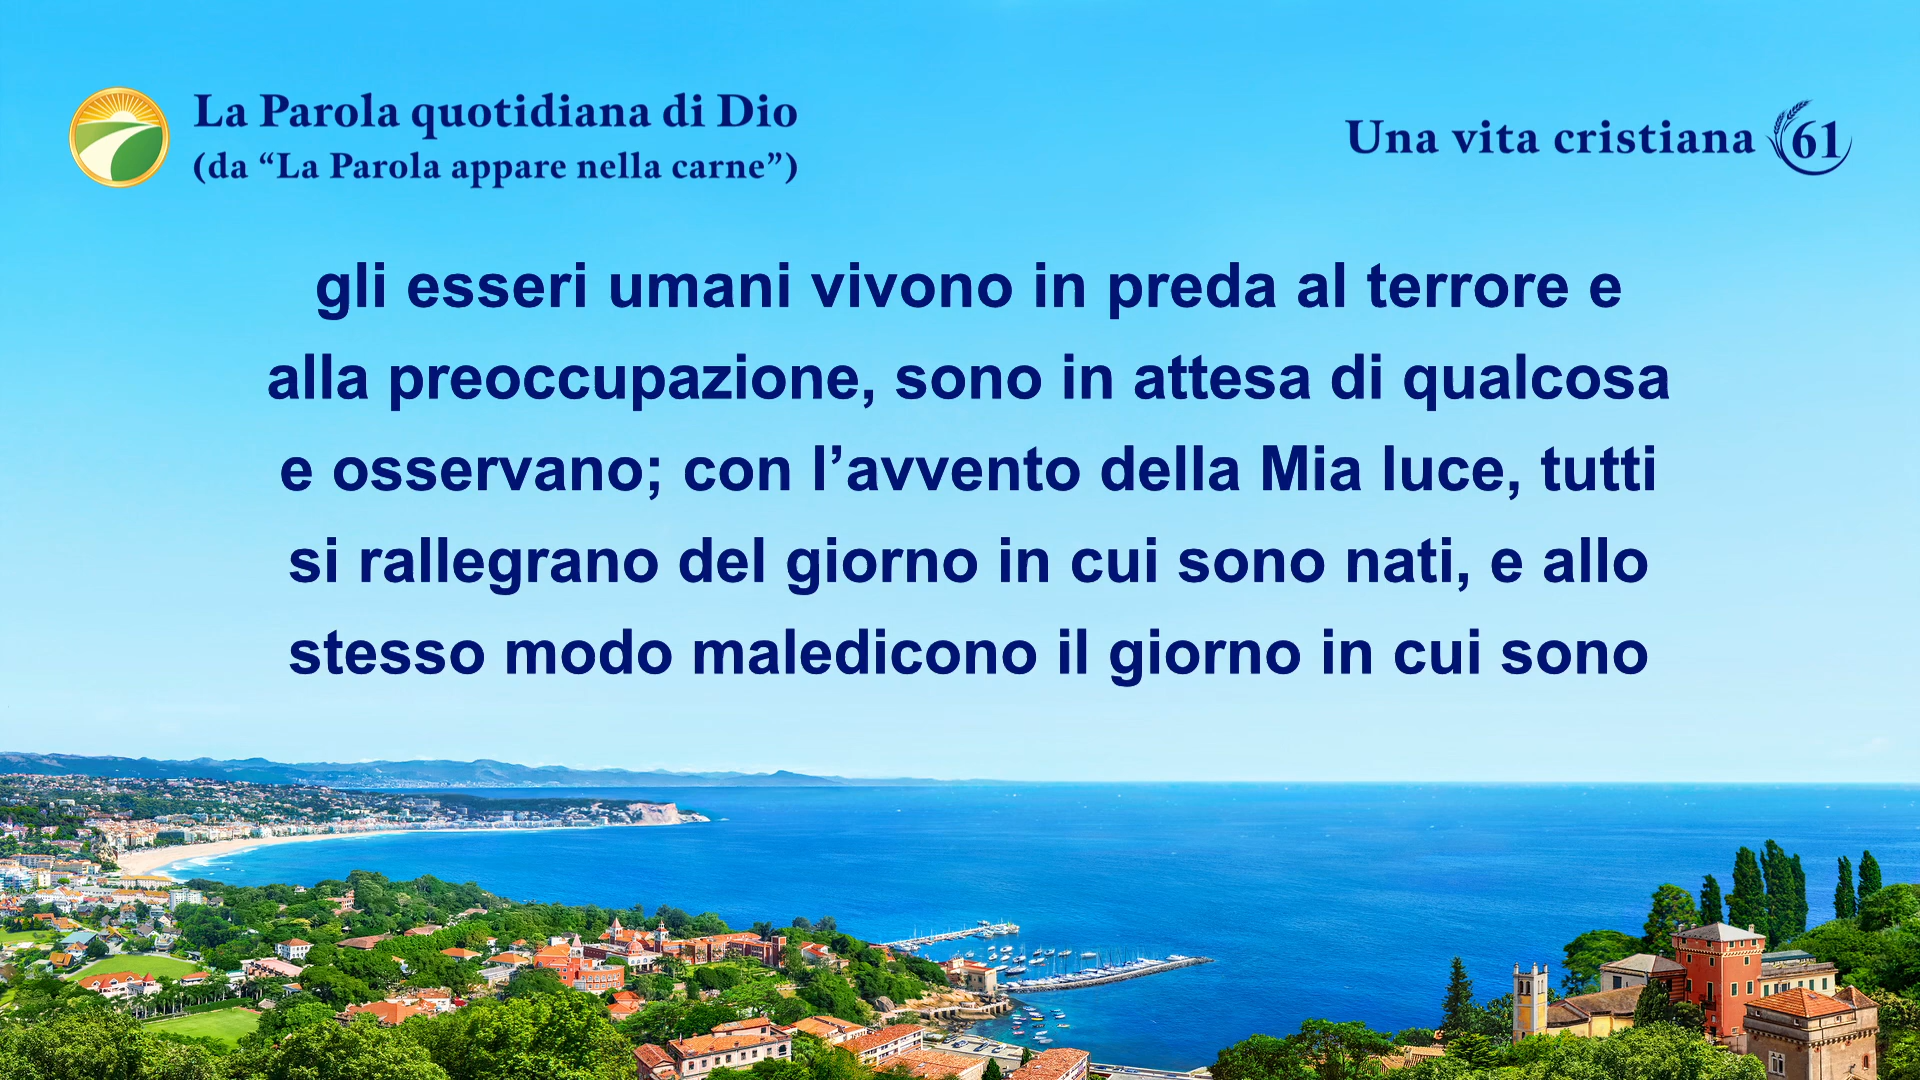 La Parola quotidiana di Dio
(da “La Parola appare nella carne”)
Una vita cristiana 61
gli esseri umani vivono in preda al terrore e
alla preoccupazione, sono in attesa di qualcosa
e osservano; con l’avvento della Mia luce, tutti
si rallegrano del giorno in cui sono nati, e allo
stesso modo maledicono il giorno in cui sono